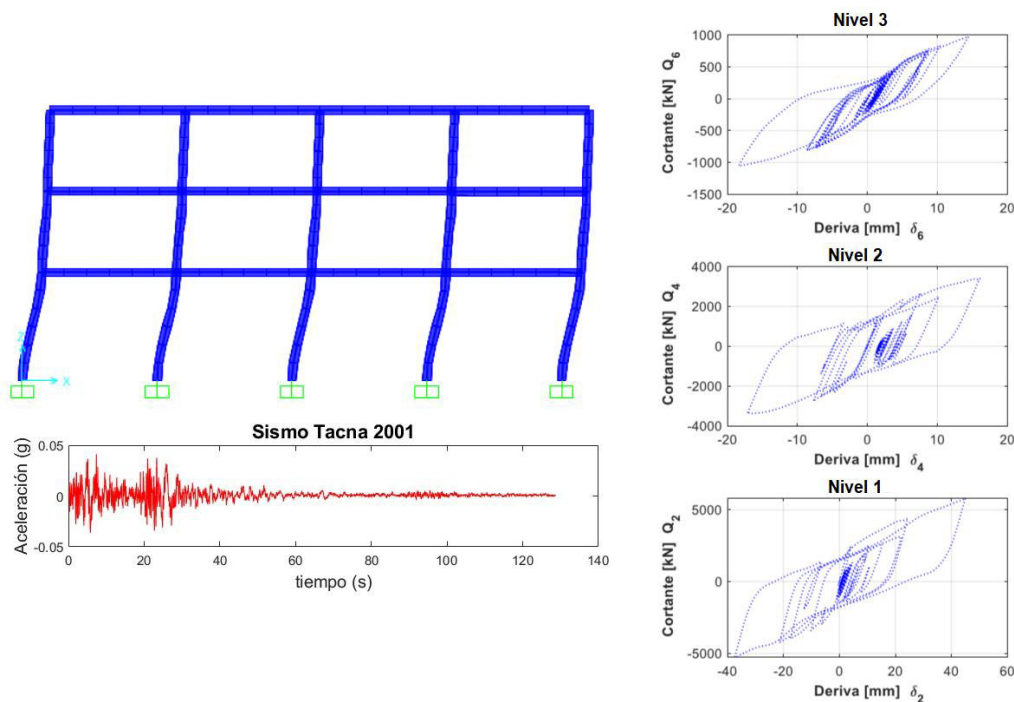 Z
X
Sismo Tacna 2001
Aceleración (g)
0.05
0
-0.05
0
20
40
60
80
100
120
140
tiempo (s)
Nivel 3
Cortante [kN] Q6
1000
500
0
-500
-1000
-1500
-20
-10
0
10
20
Deriva [mm] δ6
Nivel 2
Cortante [kN] Q4
4000
2000
0
-2000
-4000
-20
-10
0
10
20
Deriva [mm] δ4
Nivel 1
Cortante [kN] Q2
5000
0
-5000
-40
-20
0
20
40
60
Deriva [mm] δ2